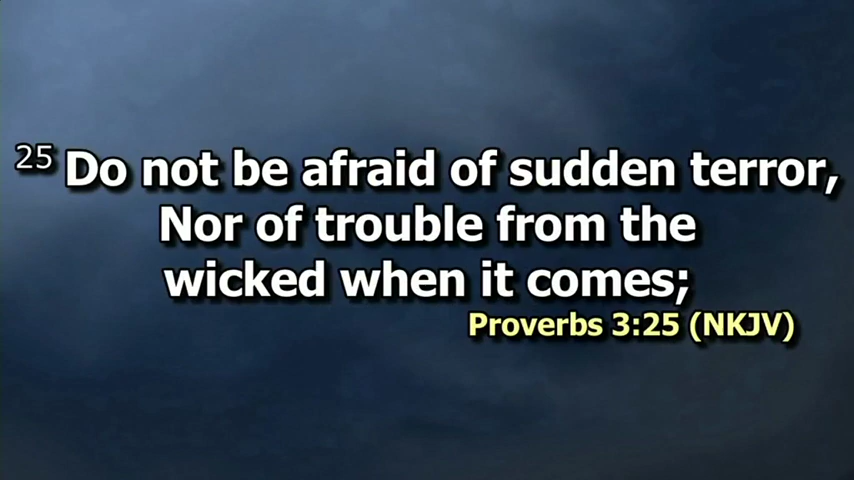 25 Do not be afraid of sudden terror,
Nor of trouble from the
wicked when it comes;
Proverbs 3:25 (NKJV)